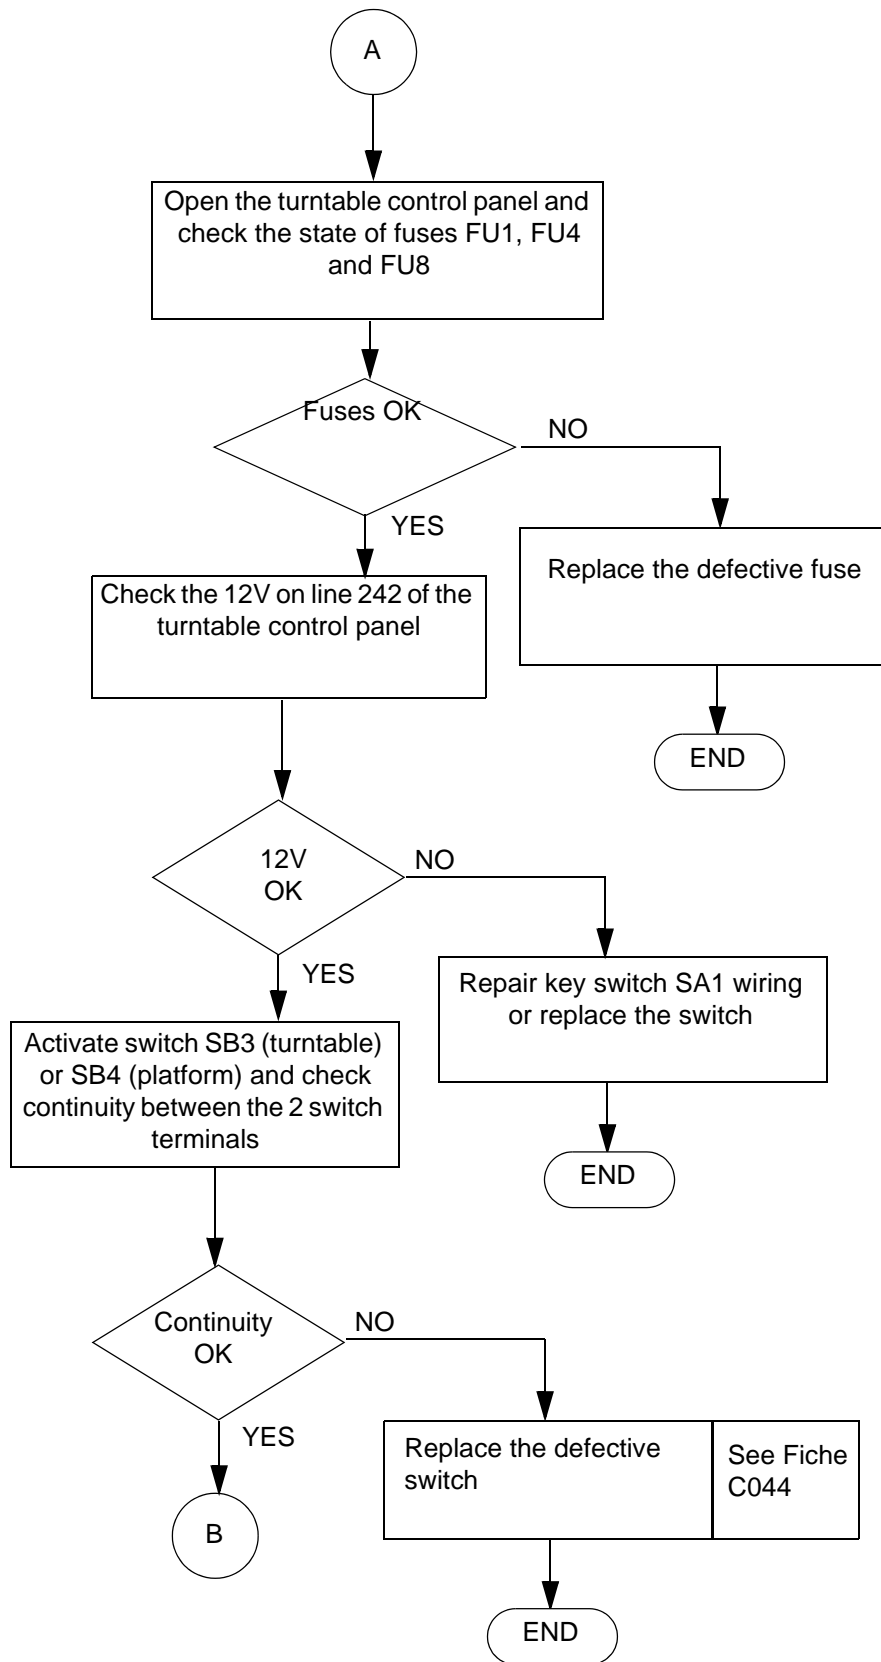 A
Open the turntable control panel and
check the state of fuses FU1, FU4
and FU8
Fuses OK
NO
YES
Replace the defective fuse
Check the 12V on line 242 of the
turntable control panel
END
12V
OK
NO
YES
Repair key switch SA1 wiring
or replace the switch
Activate switch SB3 (turntable)
or SB4 (platform) and check
continuity between the 2 switch
terminals
END
Continuity
OK
NO
YES
Replace the defective
switch
See Fiche
C044
B
END